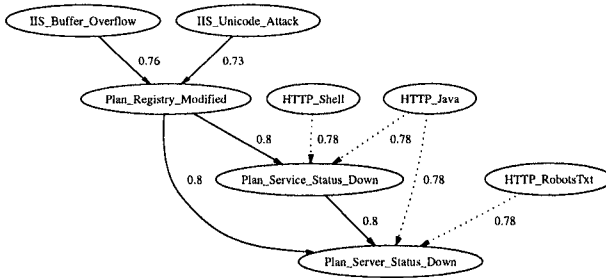 IIS_Buffer_Overflow
IIS_Unicode_Attack
0.76
0.73
Plan_Registry_Modified
HTTP_Shell
HTTP_Java
0.8
0.78
0.78
Plan_Service_Status_Down
HTTP_RobotsTxt
0.8
0.78
0.8
0.78
Plan_Server_Status_Down